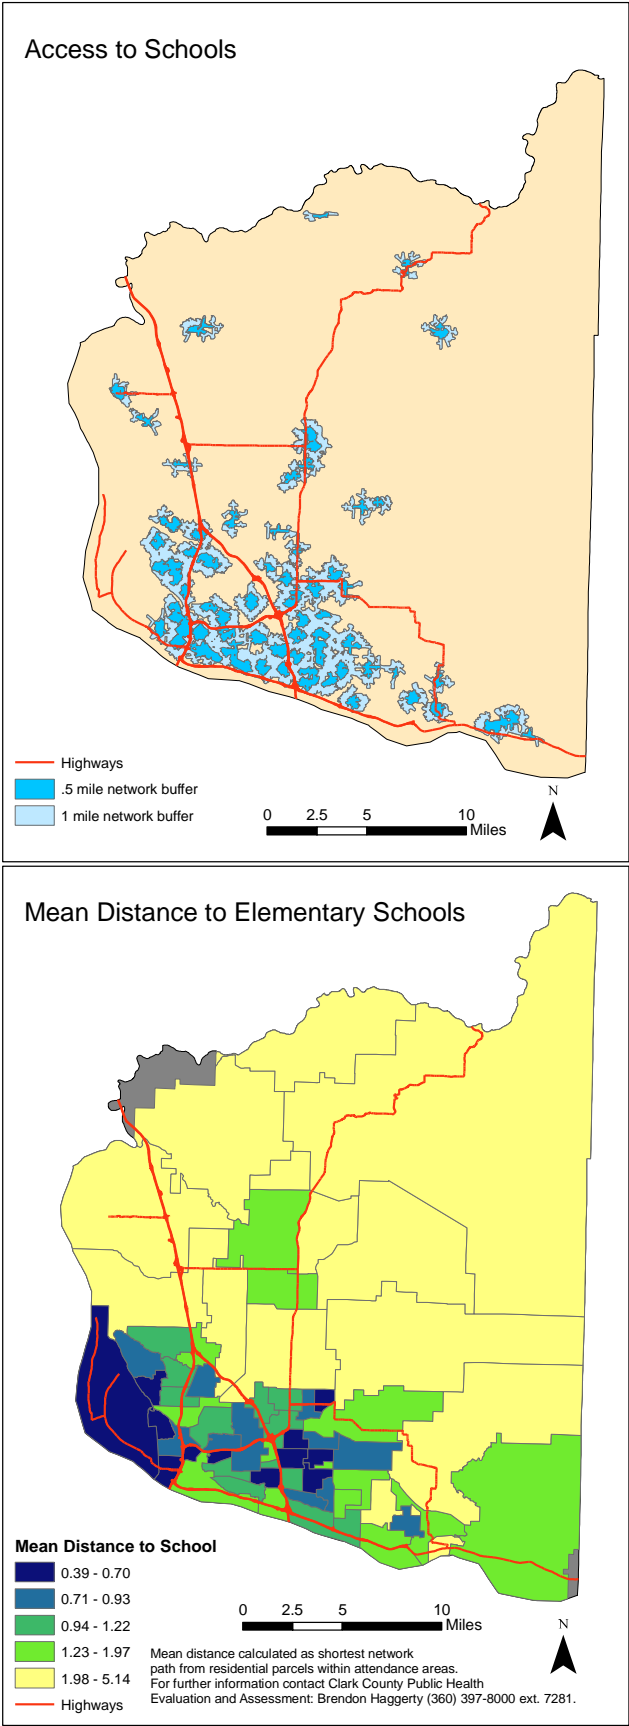 Access to Schools
Highways
.5 mile network buffer
1 mile network buffer
0 2.5 5 10
Miles
N
Mean Distance to Elementary Schools
Mean Distance to School
0.39 - 0.70
0.71 - 0.93
0.94 - 1.22
1.23 - 1.97
1.98 - 5.14
Highways
0 2.5 5 10
Miles
N
Mean distance calculated as shortest network
path from residential parcels within attendance areas.
For further information contact Clark County Public Health
Evaluation and Assessment: Brendon Haggerty (360) 397-8000 ext. 7281.